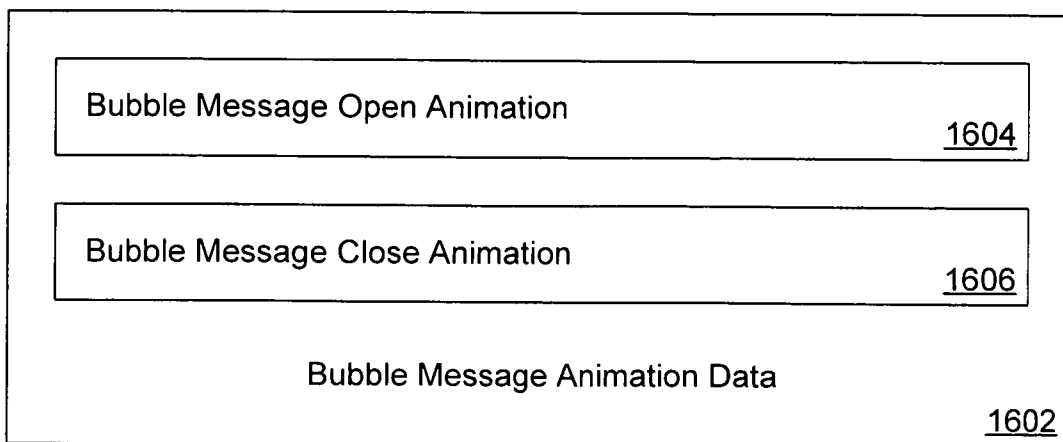 Bubble Message Open Animation
1604
Bubble Message Close Animation
1606
Bubble Message Animation Data
1602